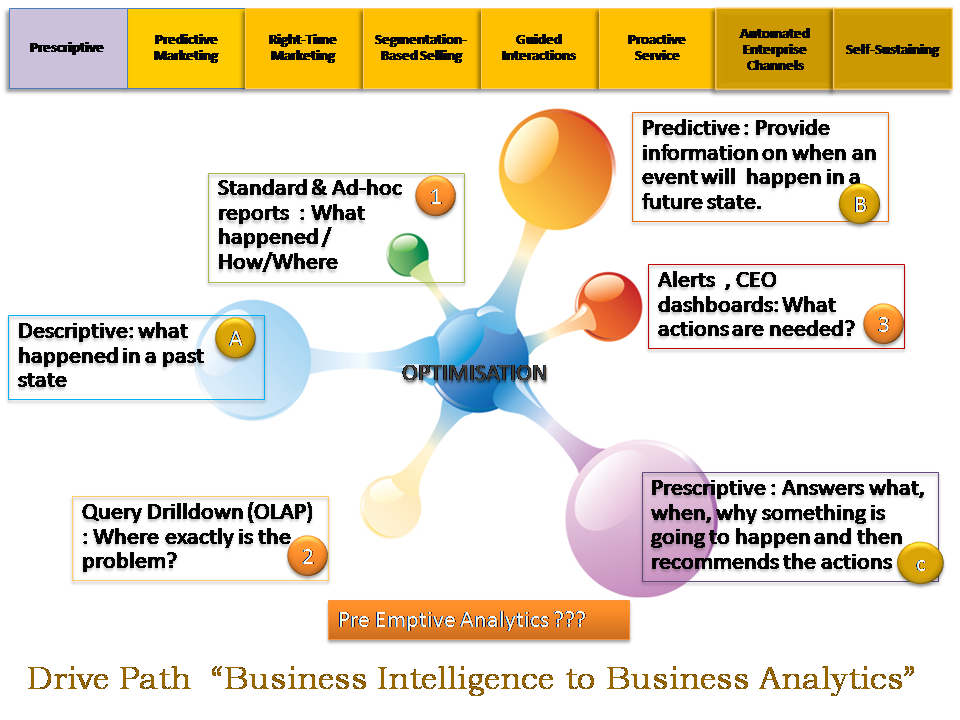 Prescriptive
Predictive
Marketing
Right-Time
Marketing
Segmentation-
Based Selling
Guided
Interactions
Proactive
Service
Automated
Enterprise
Channels
Self-Sustaining
Standard & Ad-hoc
reports : What
happened /
How/Where
1
Predictive : Provide
information on when an
event will happen in a
future state.
B
Alerts , CEO
dashboards: What
actions are needed?
3
Descriptive: what
happened in a past
state
A
OPTIMISATION
Query Drilldown (OLAP)
: Where exactly is the
problem?
2
Prescriptive : Answers what,
when, why something is
going to happen and then
recommends the actions
c
Pre Emptive Analytics ???
Drive Path “Business Intelligence to Business Analytics”